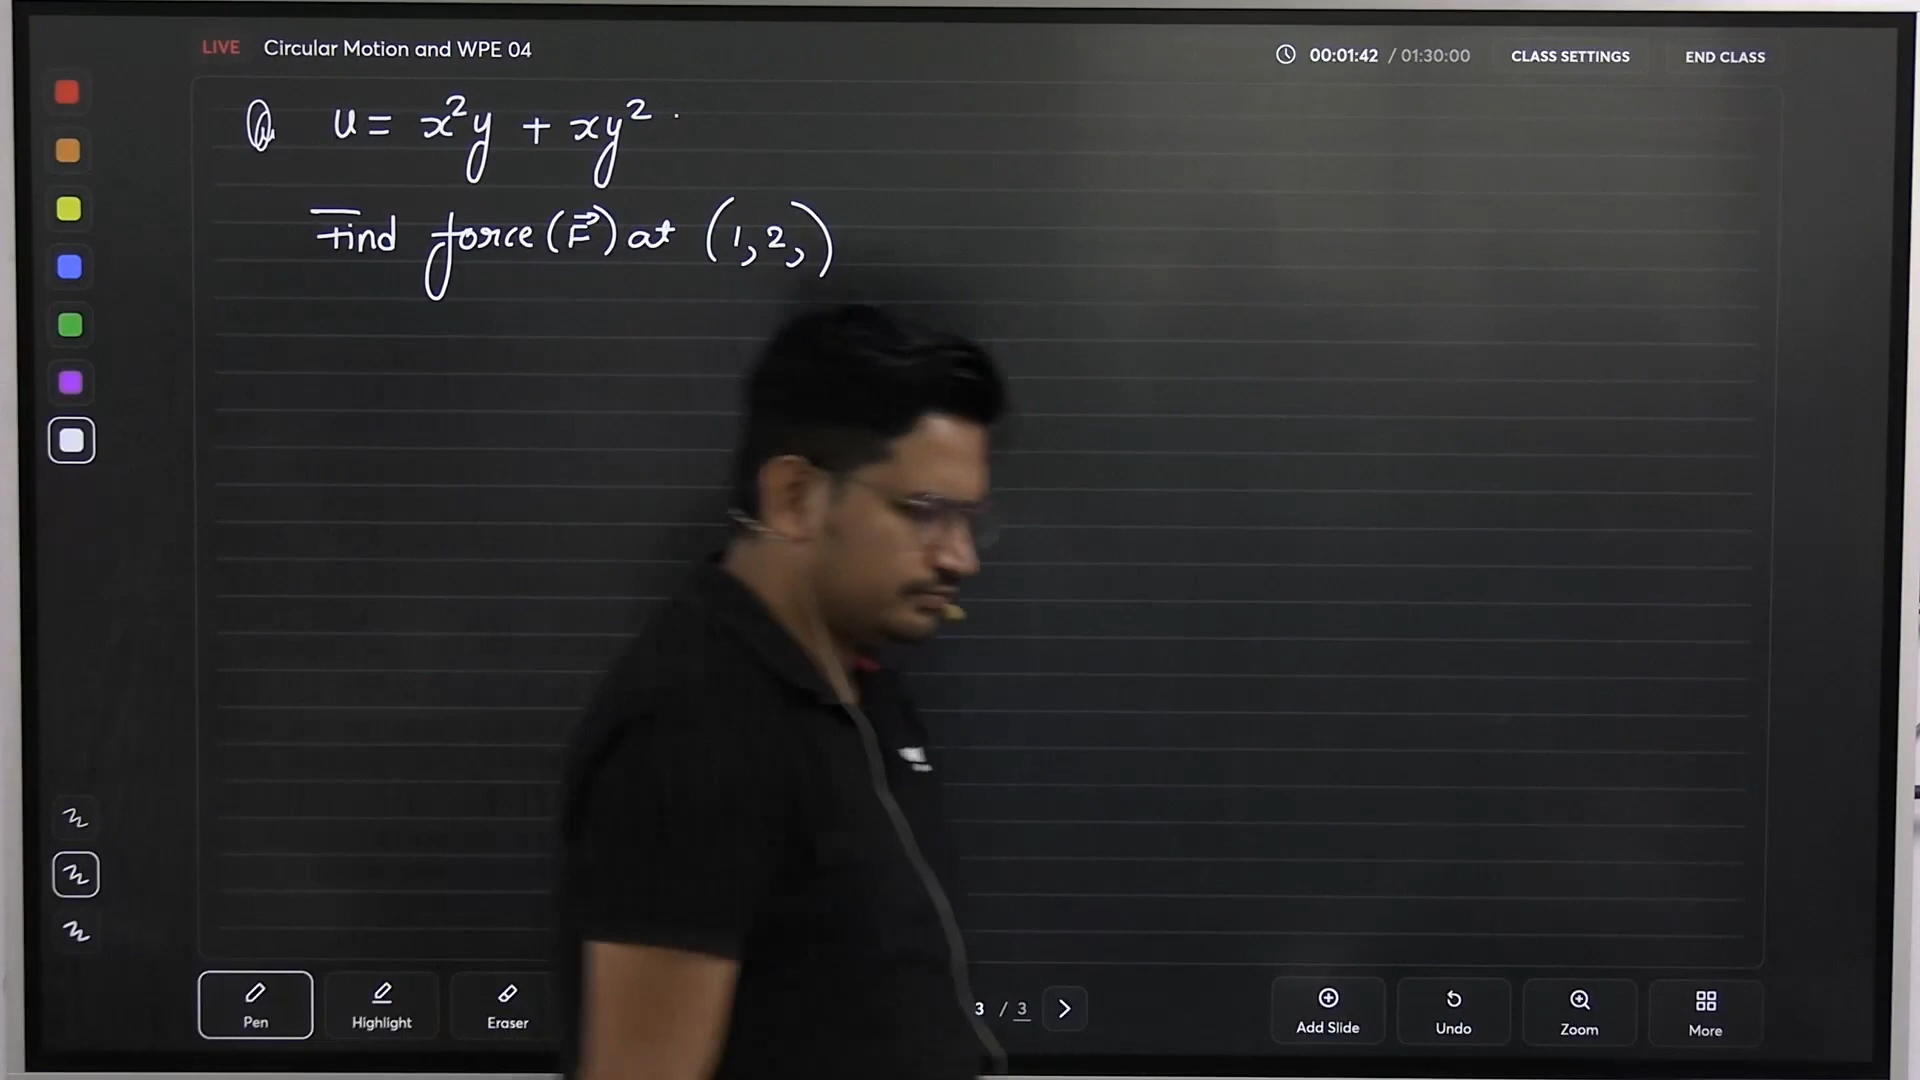 LIVE Circular Motion and WPE 04 00:01:42 / 01:30:00 CLASS SETTINGS END CLASS
Q u = x²y + xy² ·
Find force (F⃗) at (1, 2, )
Pen Highlight Eraser 3 / 3 Add Slide Undo Zoom More